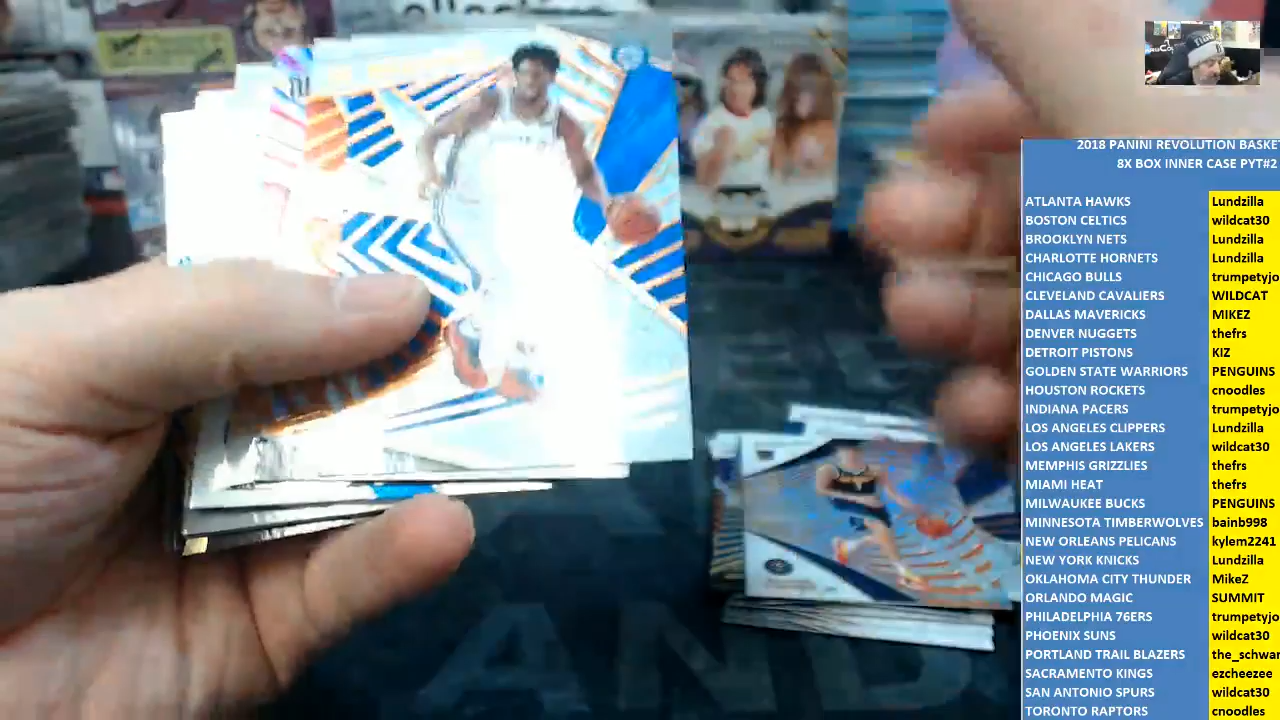 2018 PANINI REVOLUTION
8X BOX INNER CASE PYT#2
ATLANTA HAWKS Lundzilla
BOSTON CELTICS wildcat30
BROOKLYN NETS Lundzilla
CHARLOTTE HORNETS Lundzilla
CHICAGO BULLS trumpetyjo
CLEVELAND CAVALIERS WILDCAT
DALLAS MAVERICKS MIKEZ
DENVER NUGGETS thefrs
DETROIT PISTONS KIZ
GOLDEN STATE WARRIORS PENGUINS
HOUSTON ROCKETS cnoodles
INDIANA PACERS trumpetyjo
LOS ANGELES CLIPPERS Lundzilla
LOS ANGELES LAKERS wildcat30
MEMPHIS GRIZZLIES thefrs
MIAMI HEAT thefrs
MILWAUKEE BUCKS PENGUINS
MINNESOTA TIMBERWOLVES bainb998
NEW ORLEANS PELICANS kylem2241
NEW YORK KNICKS Lundzilla
OKLAHOMA CITY THUNDER MikeZ
ORLANDO MAGIC SUMMIT
PHILADELPHIA 76ERS trumpetyjo
PHOENIX SUNS wildcat30
PORTLAND TRAIL BLAZERS the_schwar
SACRAMENTO KINGS ezcheezee
SAN ANTONIO SPURS wildcat30
TORONTO RAPTORS cnoodles
AND